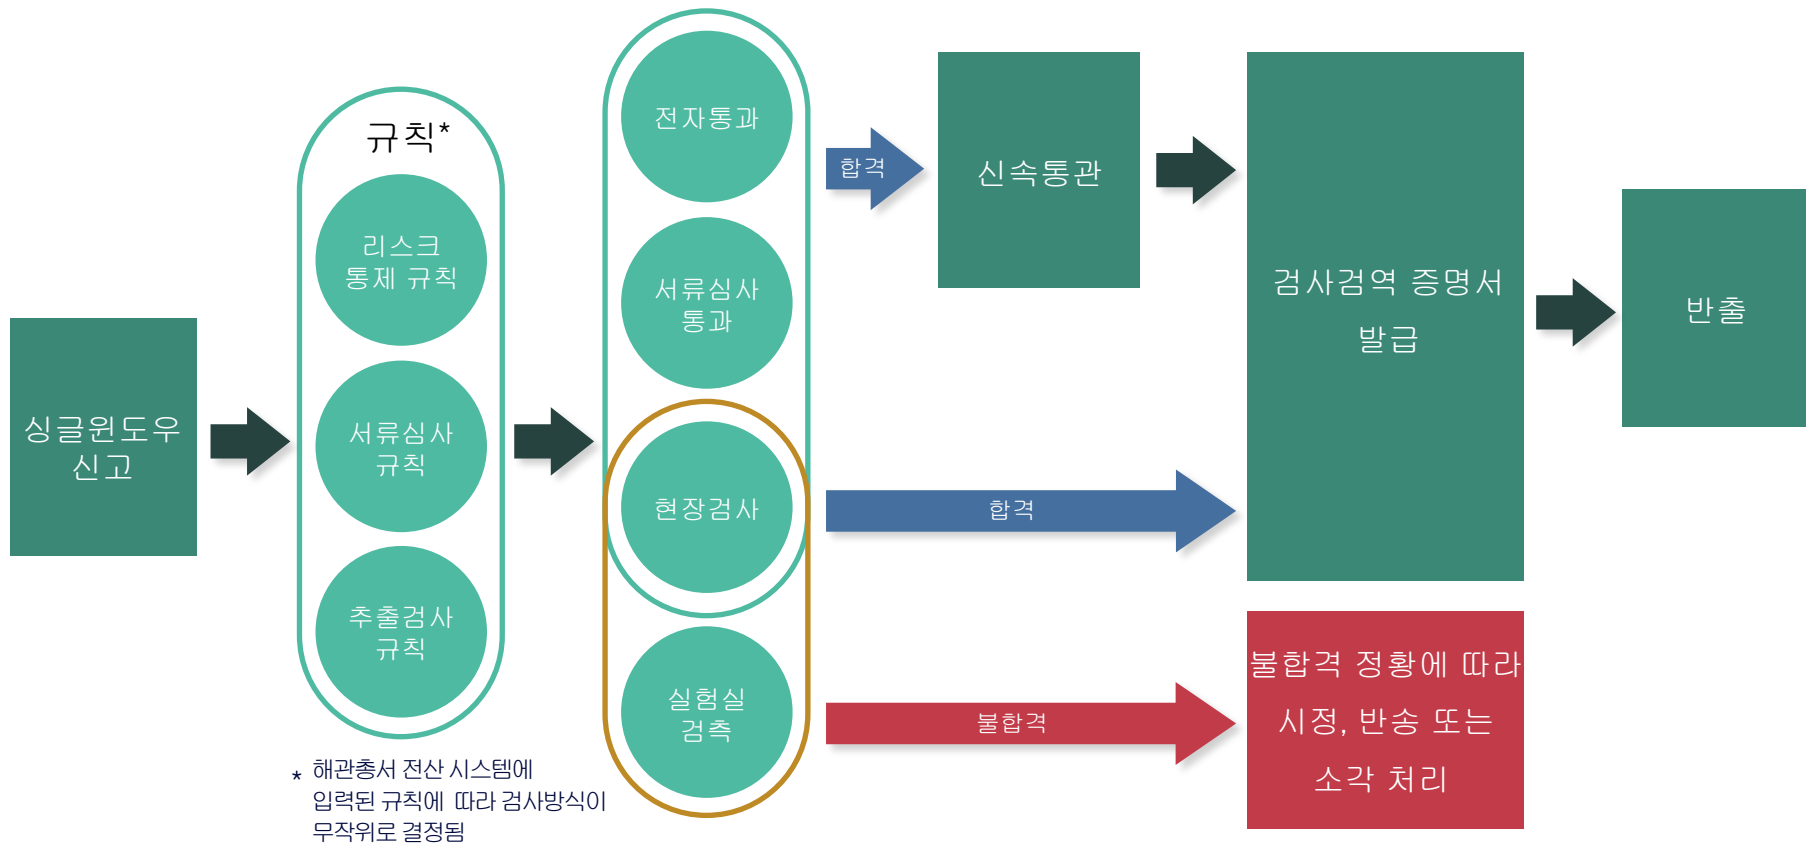 싱글윈도우
신고
규칙*
리스크
통제 규칙
서류심사
규칙
추출검사
규칙
* 해관총서 전산 시스템에
입력된 규칙에 따라 검사방식이
무작위로 결정됨
전자통과
서류심사
통과
현장검사
실험실
검측
합격
신속통관
합격
불합격
검사검역 증명서
발급
불합격 정황에 따라
시정, 반송 또는
소각 처리
반출